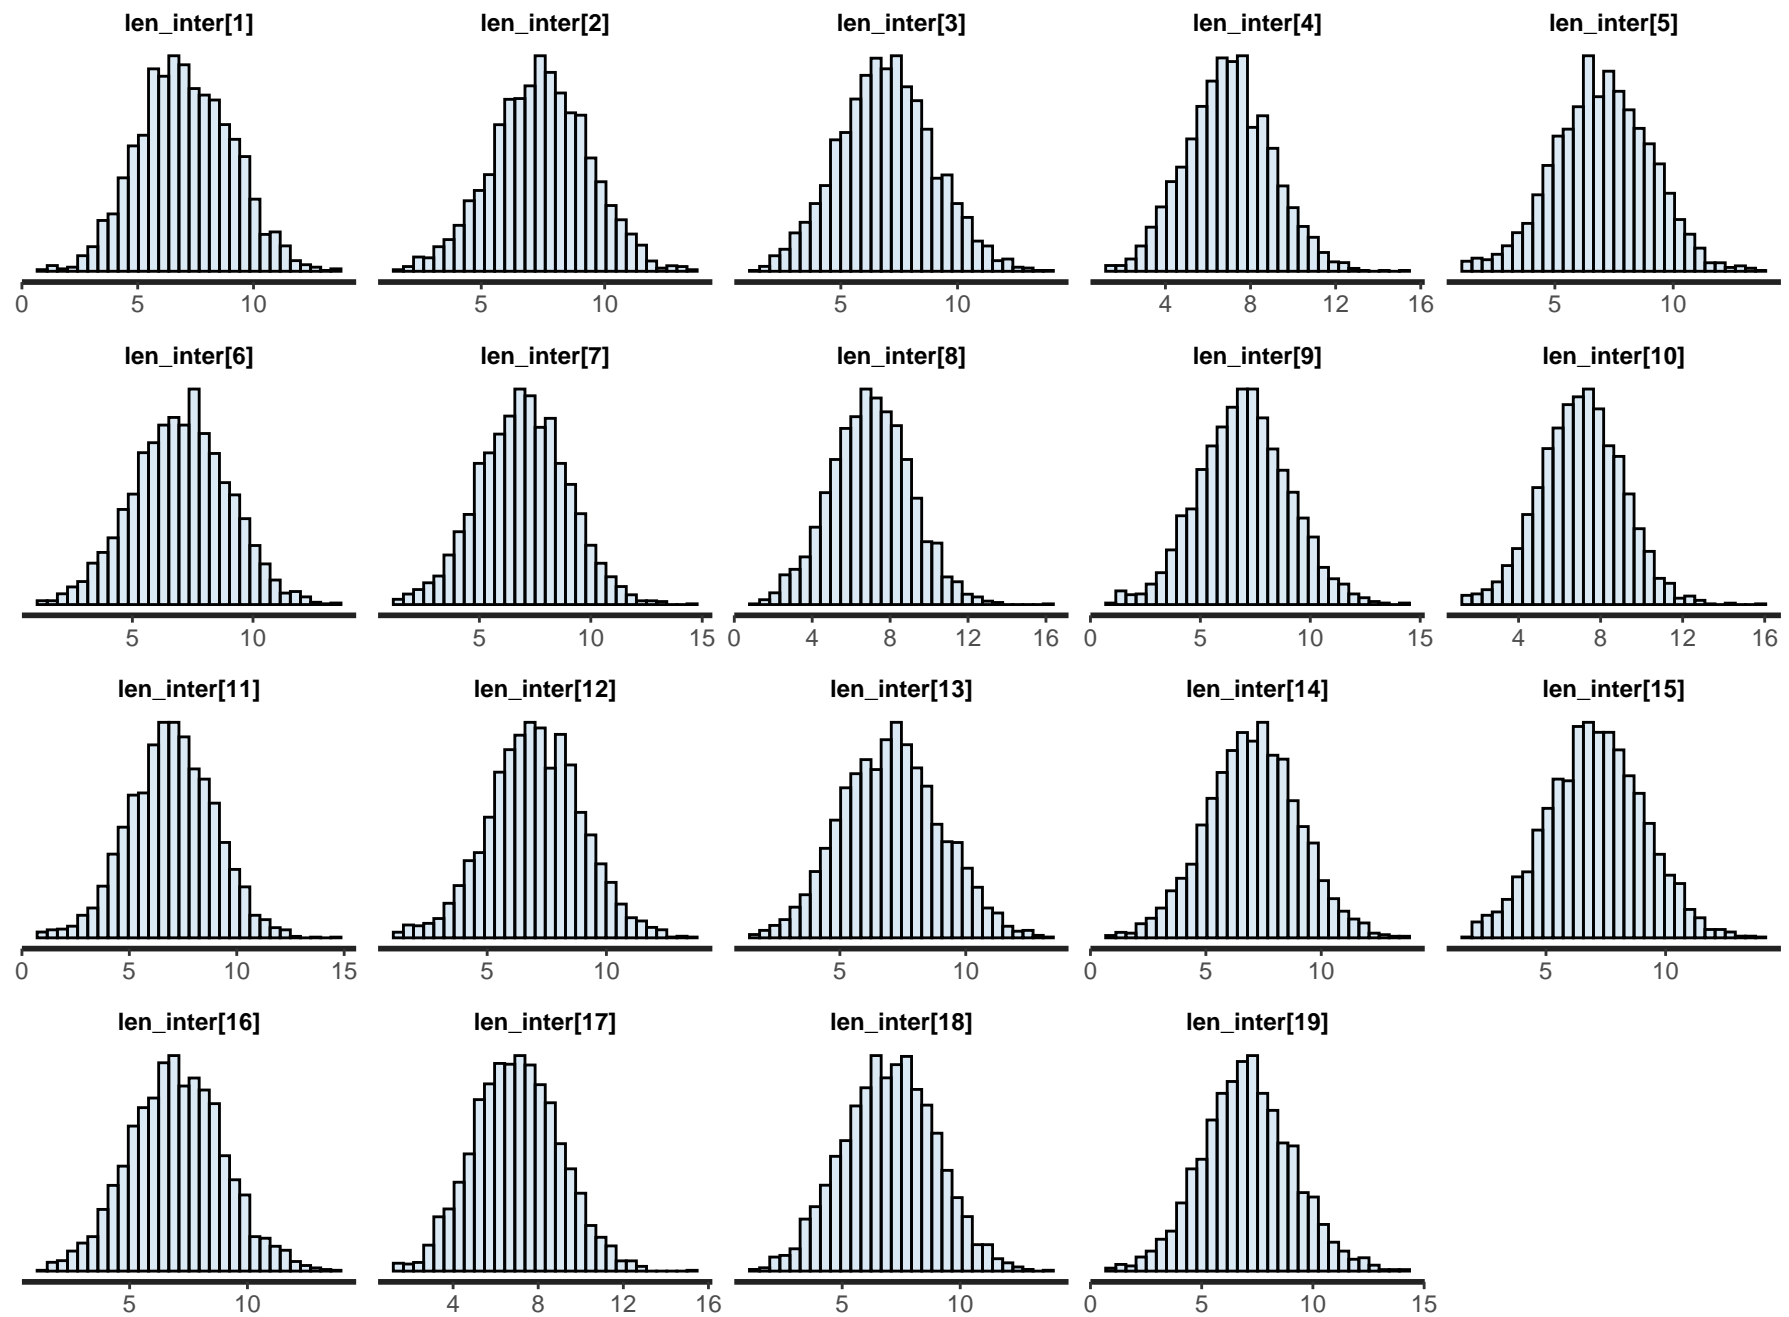 len_inter[1] len_inter[2] len_inter[3] len_inter[4] len_inter[5]
0 5 10 5 10 5 10 4 8 12 16 5 10
len_inter[6] len_inter[7] len_inter[8] len_inter[9] len_inter[10]
5 10 5 10 15 0 4 8 12 16 0 5 10 15 4 8 12 16
len_inter[11] len_inter[12] len_inter[13] len_inter[14] len_inter[15]
0 5 10 15 5 10 5 10 0 5 10 5 10
len_inter[16] len_inter[17] len_inter[18] len_inter[19]
5 10 4 8 12 16 5 10 0 5 10 15